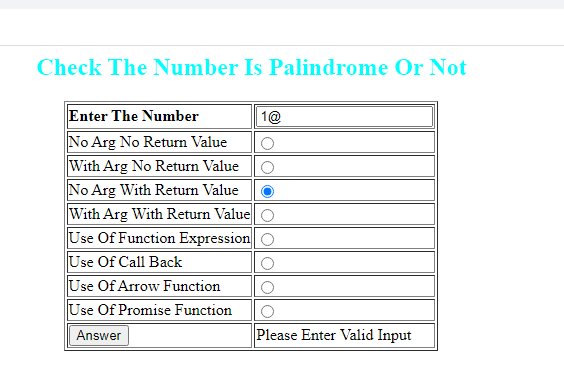 Check The Number Is Palindrome Or Not
Enter The Number 1@
No Arg No Return Value
With Arg No Return Value
No Arg With Return Value
With Arg With Return Value
Use Of Function Expression
Use Of Call Back
Use Of Arrow Function
Use Of Promise Function
Answer Please Enter Valid Input